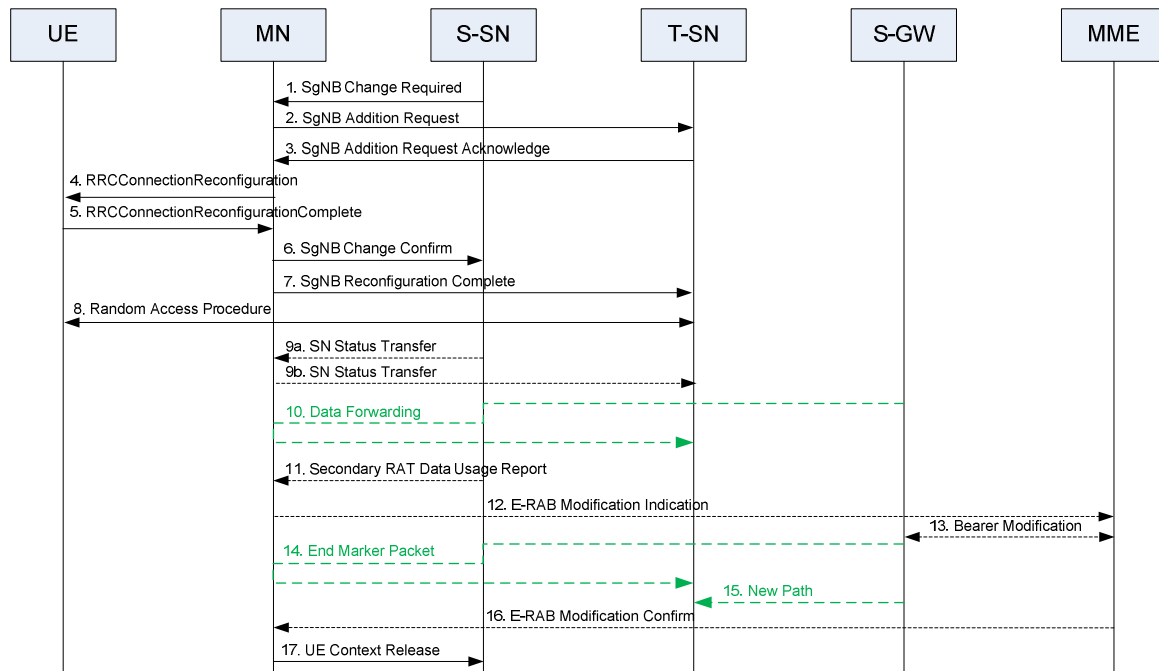 UE
MN
S-SN
T-SN
S-GW
MME
1. SgNB Change Required
2. SgNB Addition Request
3. SgNB Addition Request Acknowledge
4. RRCConnectionReconfiguration
5. RRCConnectionReconfigurationComplete
6. SgNB Change Confirm
7. SgNB Reconfiguration Complete
8. Random Access Procedure
9a. SN Status Transfer
9b. SN Status Transfer
10. Data Forwarding
11. Secondary RAT Data Usage Report
12. E-RAB Modification Indication
13. Bearer Modification
14. End Marker Packet
15. New Path
16. E-RAB Modification Confirm
17. UE Context Release